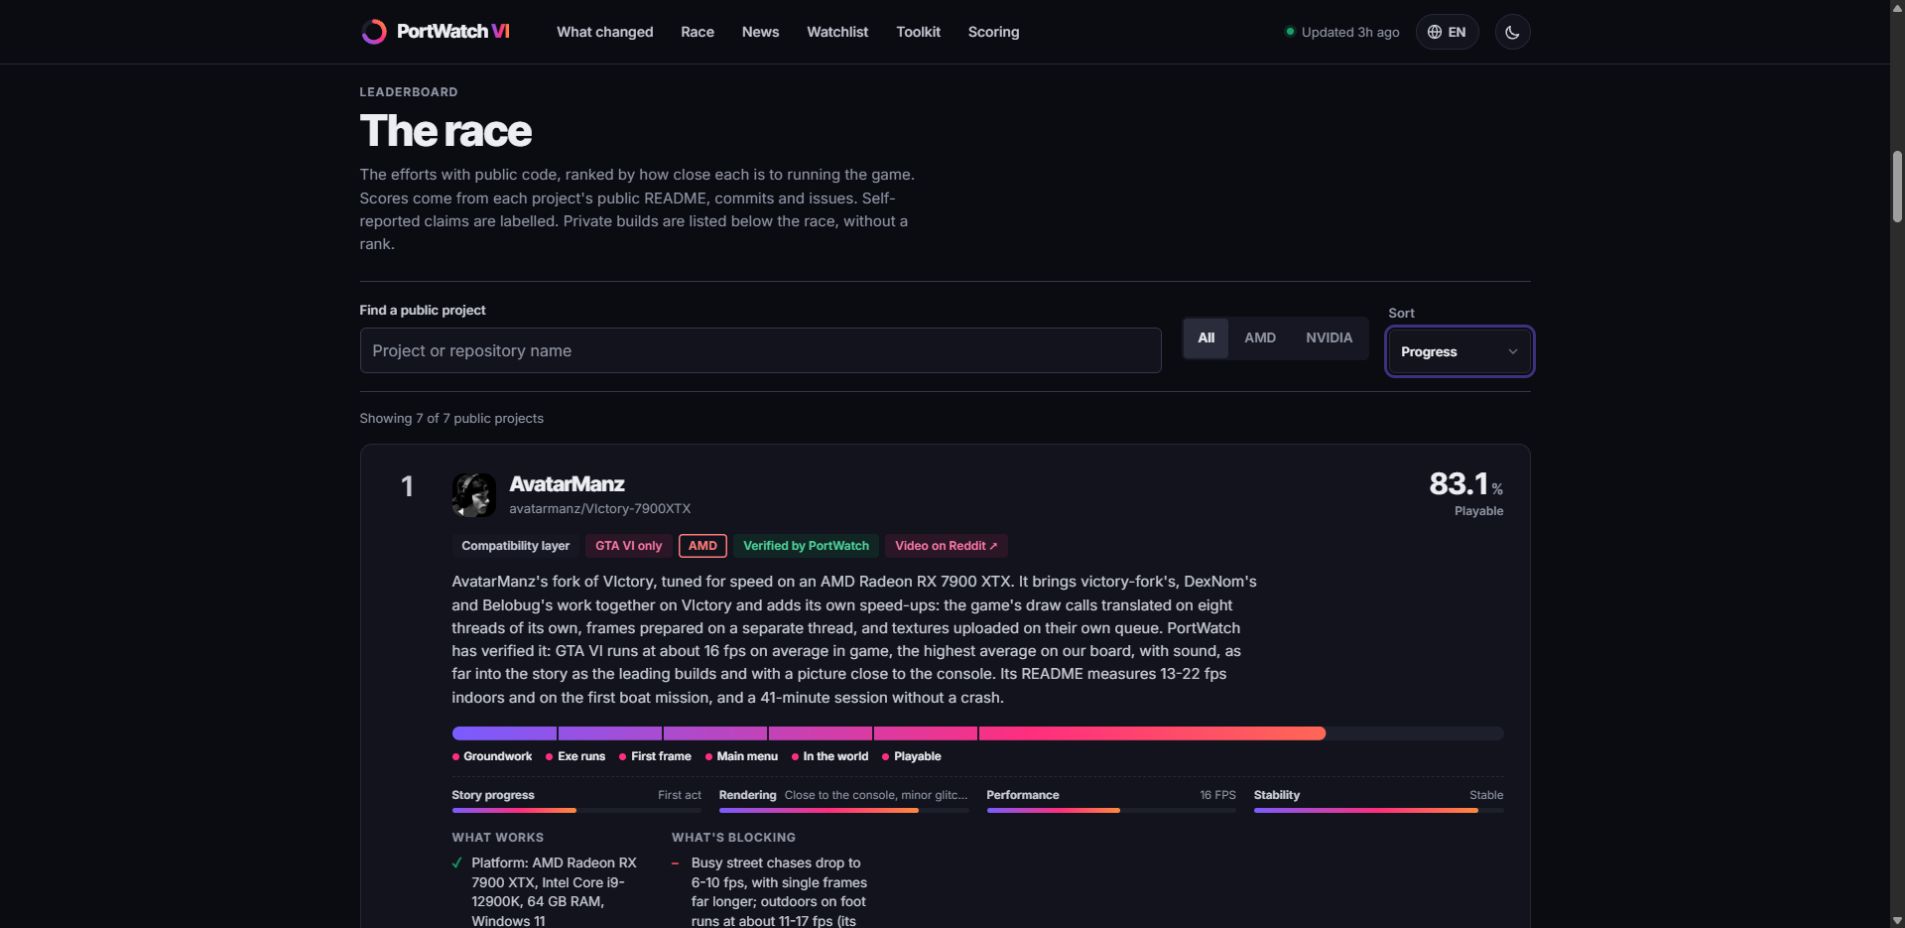 PortWatch VI
What changed
Race
News
Watchlist
Toolkit
Scoring
Updated 3h ago
EN
LEADERBOARD
The race
The efforts with public code, ranked by how close each is to running the game.
Scores come from each project's public README, commits and issues. Self-
reported claims are labelled. Private builds are listed below the race, without a
rank.
Find a public project
Project or repository name
All
AMD
NVIDIA
Sort
Progress
Showing 7 of 7 public projects
1
AvatarManz
avatarmanz/VIctory-7900XTX
83.1%
Playable
Compatibility layer
GTA VI only
AMD
Verified by PortWatch
Video on Reddit ↗
AvatarManz's fork of VIctory, tuned for speed on an AMD Radeon RX 7900 XTX. It brings victory-fork's, DexNom's
and Belobug's work together on VIctory and adds its own speed-ups: the game's draw calls translated on eight
threads of its own, frames prepared on a separate thread, and textures uploaded on their own queue. PortWatch
has verified it: GTA VI runs at about 16 fps on average in game, the highest average on our board, with sound, as
far into the story as the leading builds and with a picture close to the console. Its README measures 13-22 fps
indoors and on the first boat mission, and a 41-minute session without a crash.
Groundwork
Exe runs
First frame
Main menu
In the world
Playable
Story progress
First act
Rendering
Close to the console, minor glitc...
Performance
16 FPS
Stability
Stable
WHAT WORKS
✓ Platform: AMD Radeon RX
7900 XTX, Intel Core i9-
12900K, 64 GB RAM,
Windows 11
WHAT'S BLOCKING
– Busy street chases drop to
6-10 fps, with single frames
far longer; outdoors on foot
runs at about 11-17 fps (its